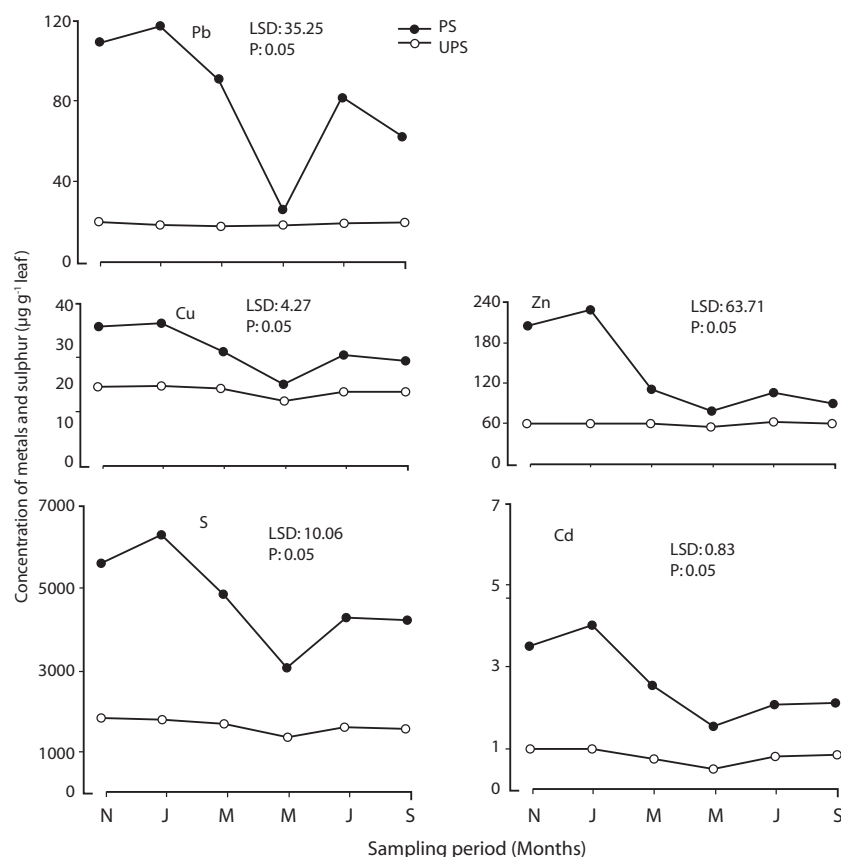 Concentration of metals and sulphur (µg g⁻¹ leaf)
120
80
40
0
Pb
LSD: 35.25
P: 0.05
PS
UPS
40
30
20
10
0
Cu
LSD: 4.27
P: 0.05
240
180
120
60
0
Zn
LSD: 63.71
P: 0.05
7000
5000
3000
1000
0
S
LSD: 10.06
P: 0.05
N J M M J S
7
5
3
1
0
Cd
LSD: 0.83
P: 0.05
N J M M J S
Sampling period (Months)